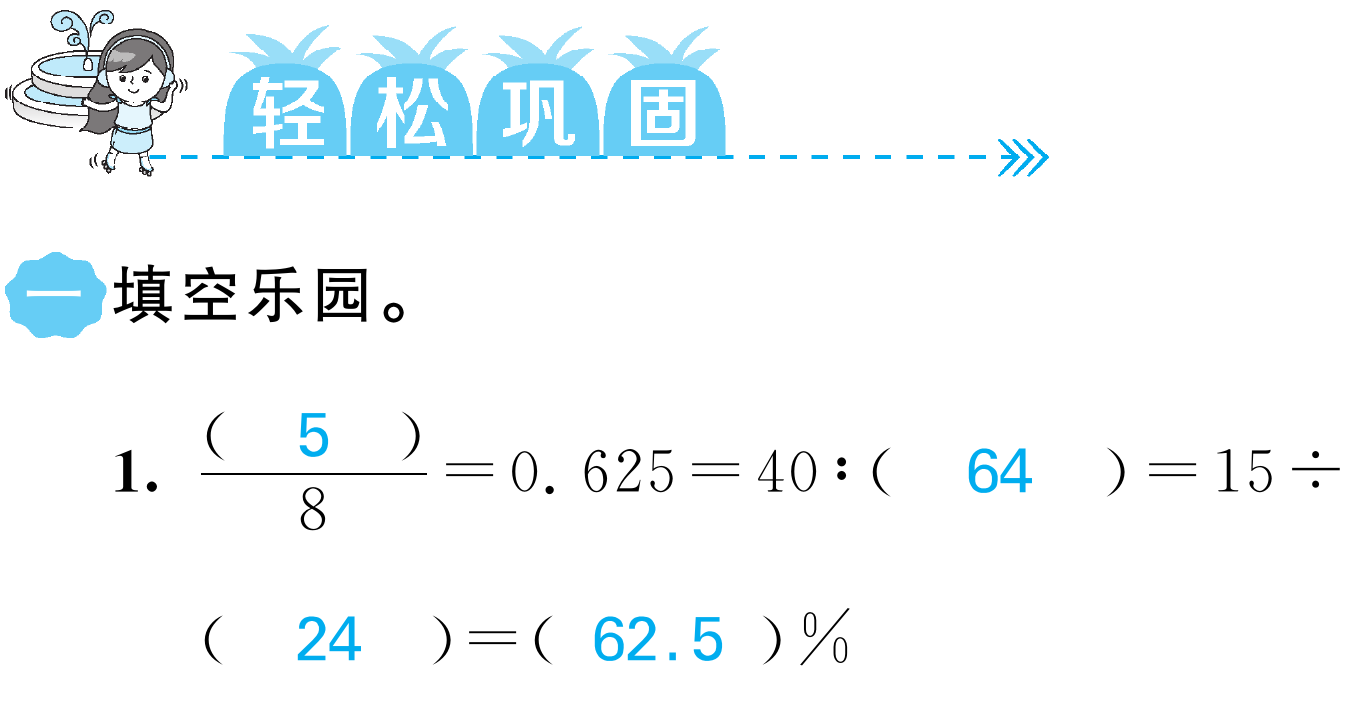 轻松巩固
一 填空乐园。
1. ( 5 )/8 =0.625=40∶( 64 )=15÷
( 24 )=( 62.5 )%